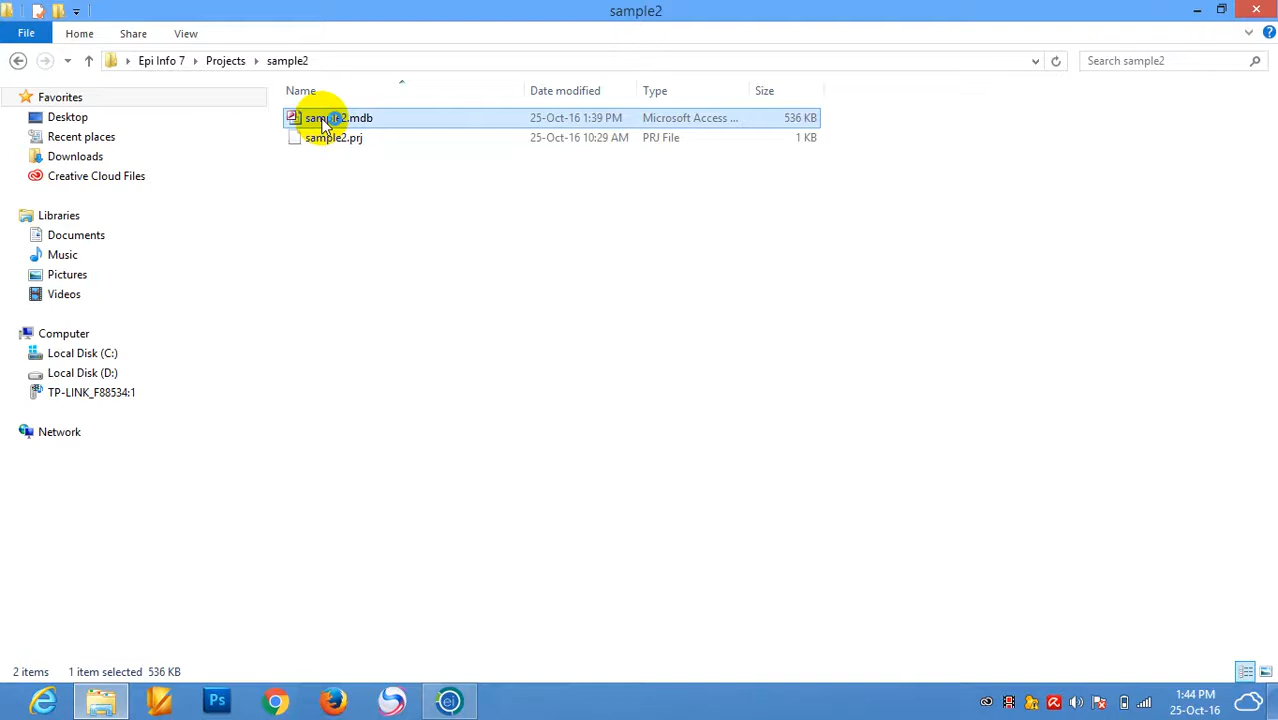 sample2
File
Home
Share
View
Epi Info 7
Projects
sample2
Search sample2
Name
Date modified
Type
Size
Favorites
Desktop
Recent places
Downloads
Creative Cloud Files
Libraries
Documents
Music
Pictures
Videos
Computer
Local Disk (C:)
Local Disk (D:)
TP-LINK_F88534:1
Network
sample2.mdb
25-Oct-16 1:39 PM
Microsoft Access ...
536 KB
sample2.prj
25-Oct-16 10:29 AM
PRJ File
1 KB
2 items
1 item selected 536 KB
Ps
ei
1:44 PM
25-Oct-16